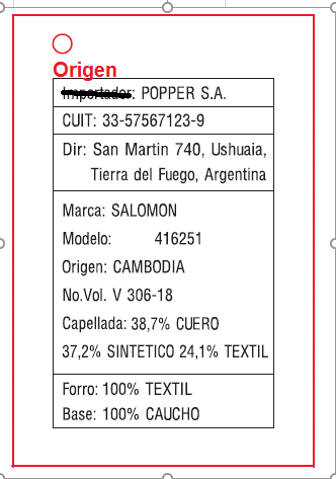 Origen
Importador: POPPER S.A.
CUIT: 33-57567123-9
Dir: San Martin 740, Ushuaia,
Tierra del Fuego, Argentina
Marca: SALOMON
Modelo: 416251
Origen: CAMBODIA
No.Vol. V 306-18
Capellada: 38,7% CUERO
37,2% SINTETICO 24,1% TEXTIL
Forro: 100% TEXTIL
Base: 100% CAUCHO